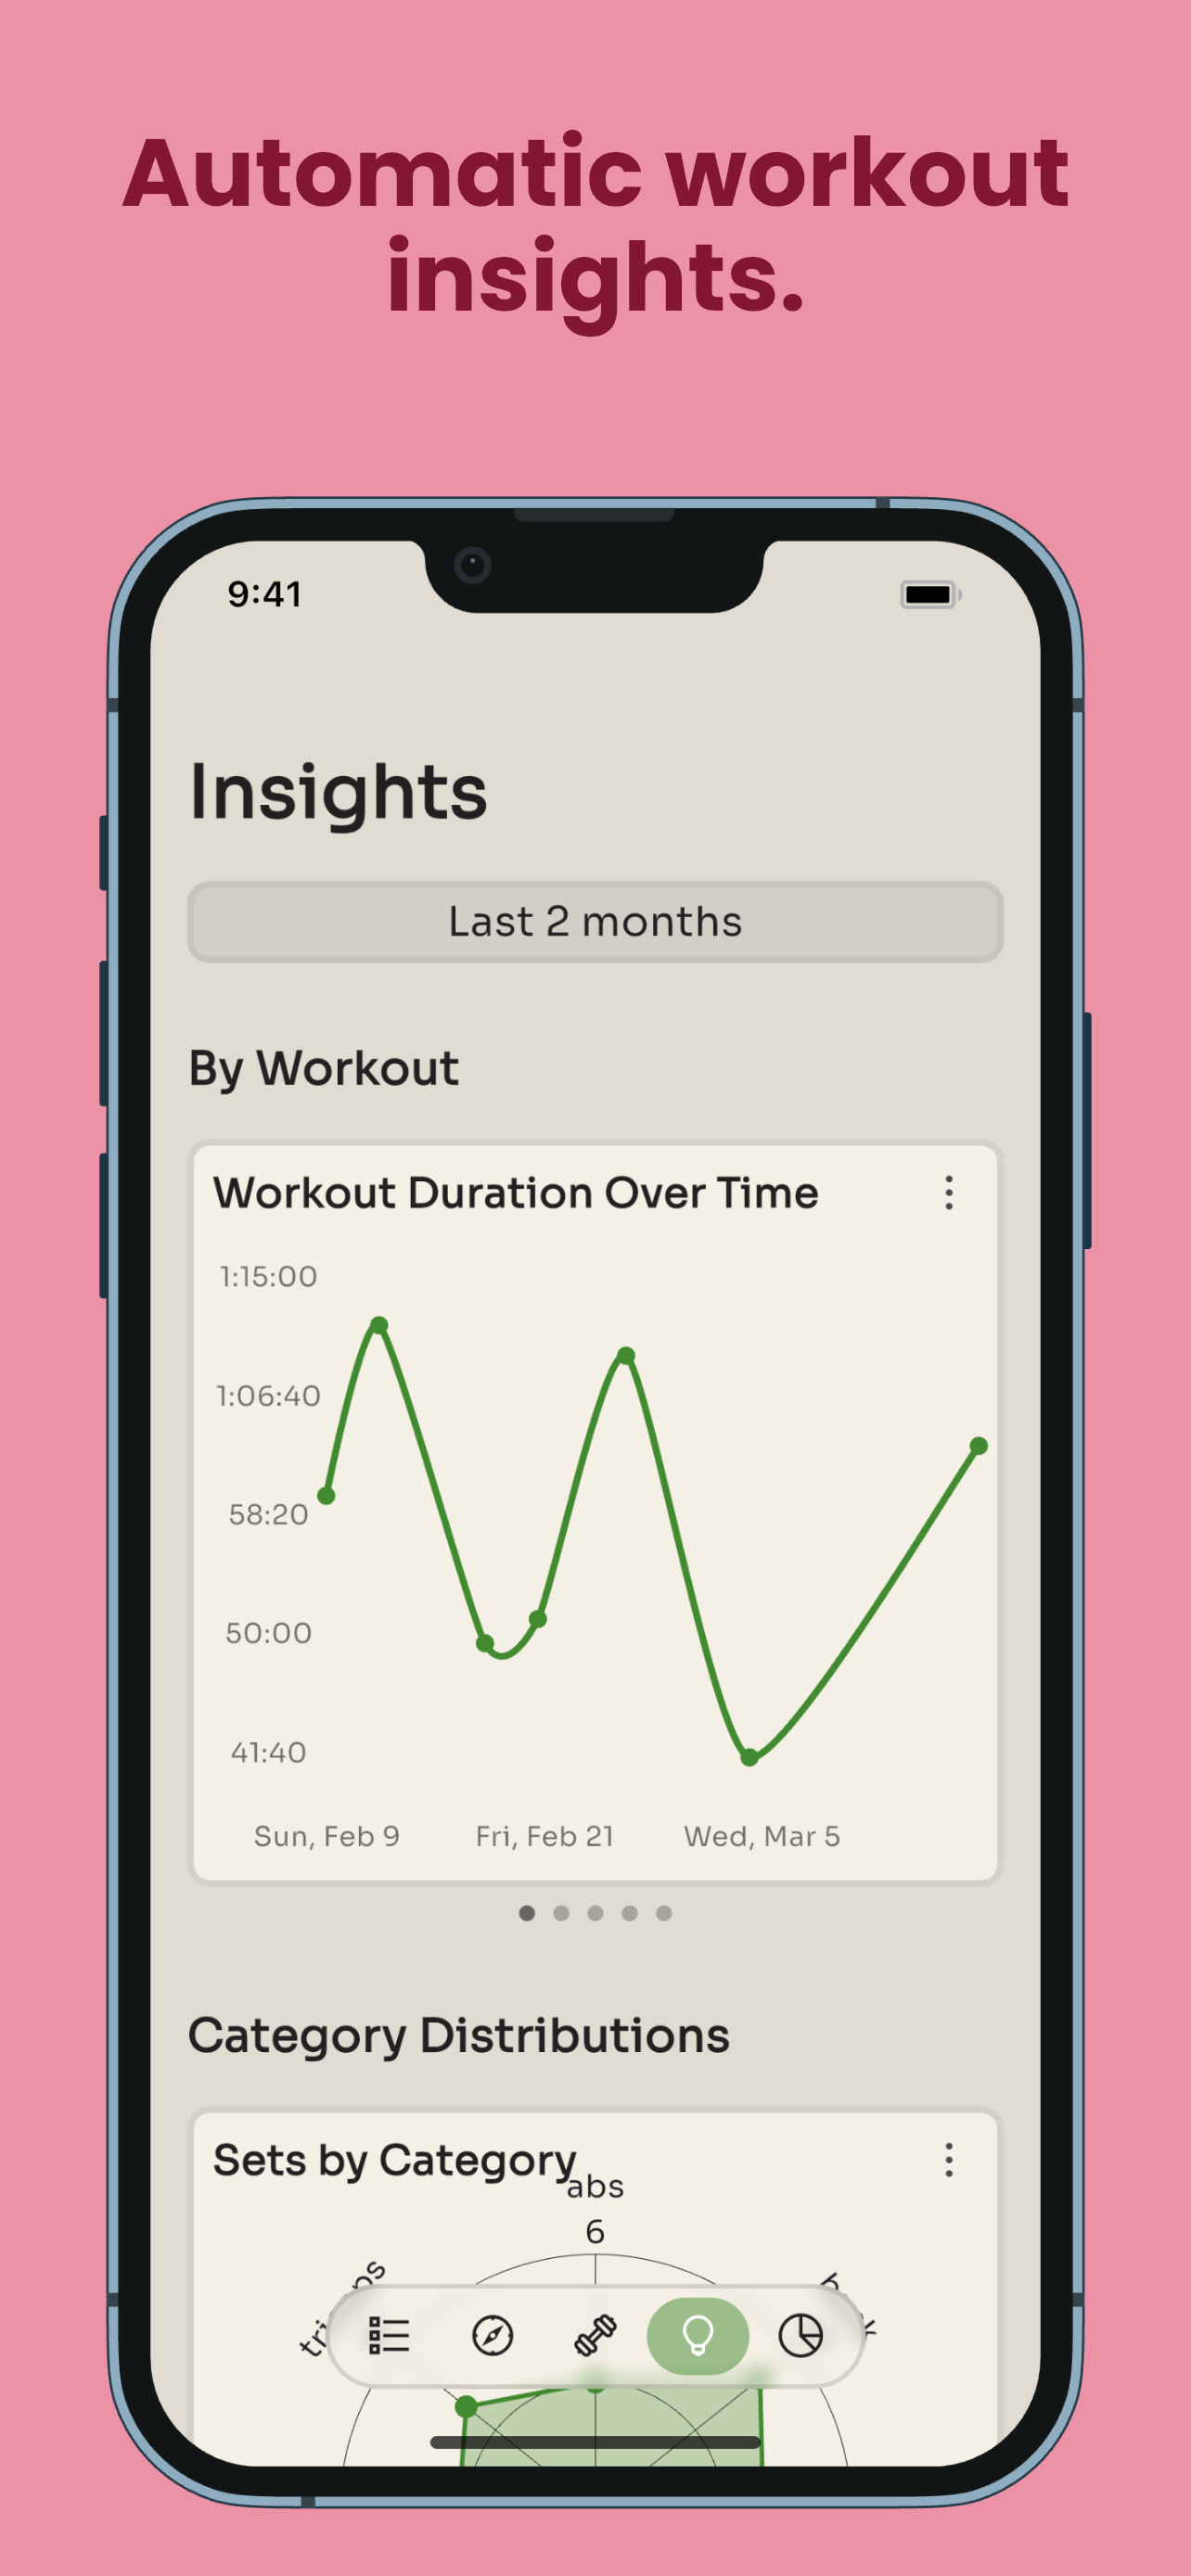 Automatic workout
insights.
9:41
Insights
Last 2 months
By Workout
Workout Duration Over Time
1:15:00
1:06:40
58:20
50:00
41:40
Sun, Feb 9
Fri, Feb 21
Wed, Mar 5
Category Distributions
Sets by Category
abs
6